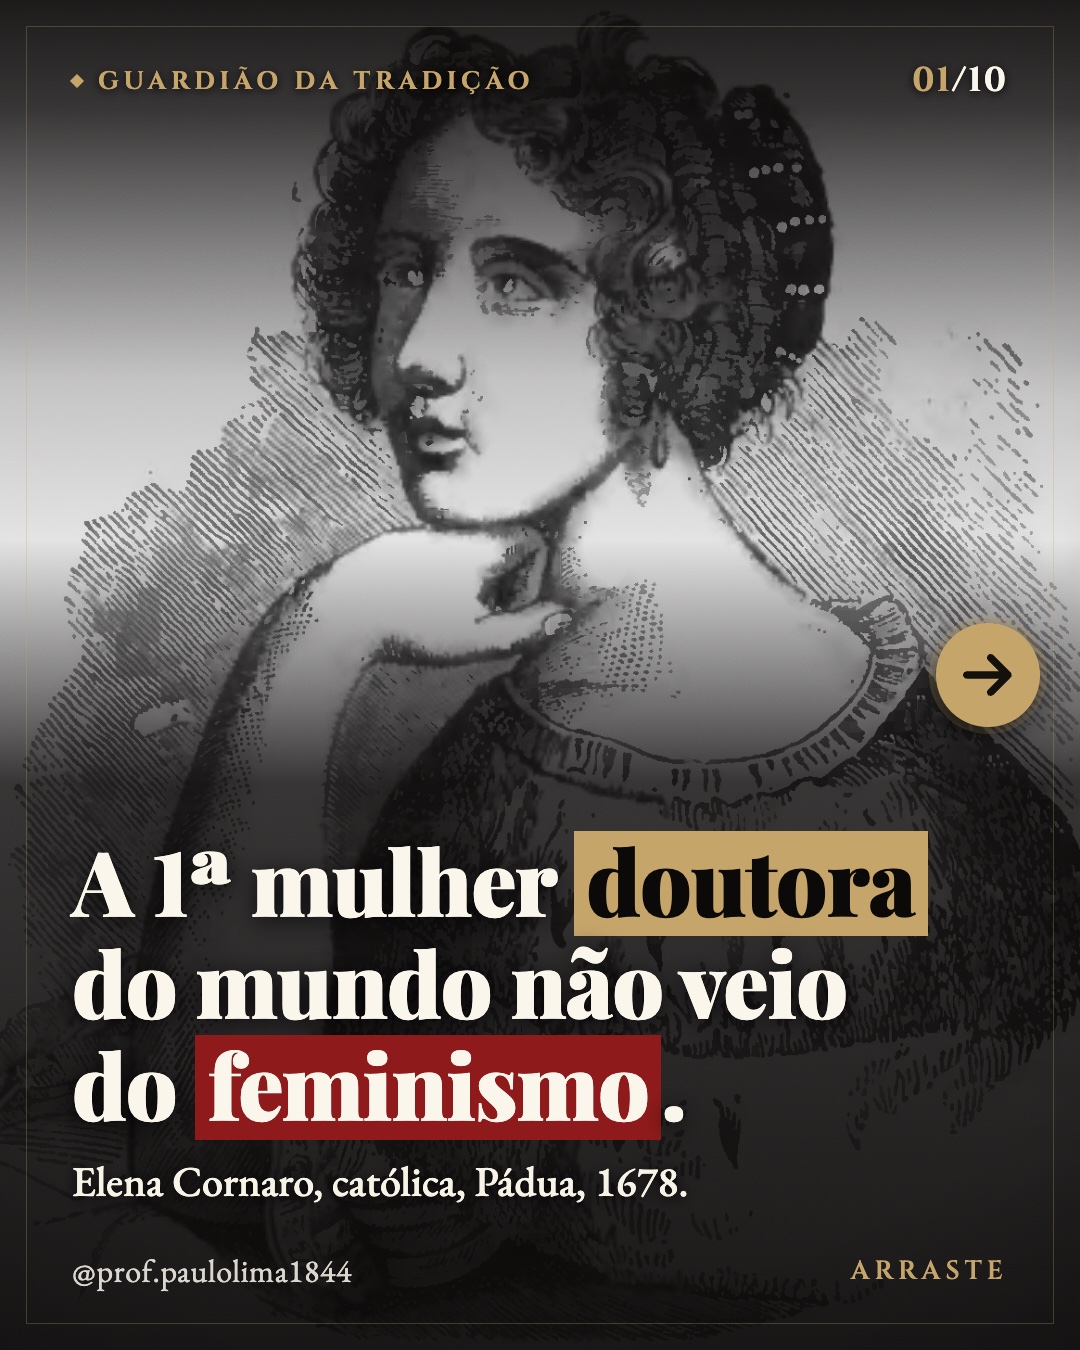 ◆ GUARDIÃO DA TRADIÇÃO
01/10
A 1ª mulher doutora
do mundo não veio
do feminismo.
Elena Cornaro, católica, Pádua, 1678.
@prof.paulolima1844
ARRASTE